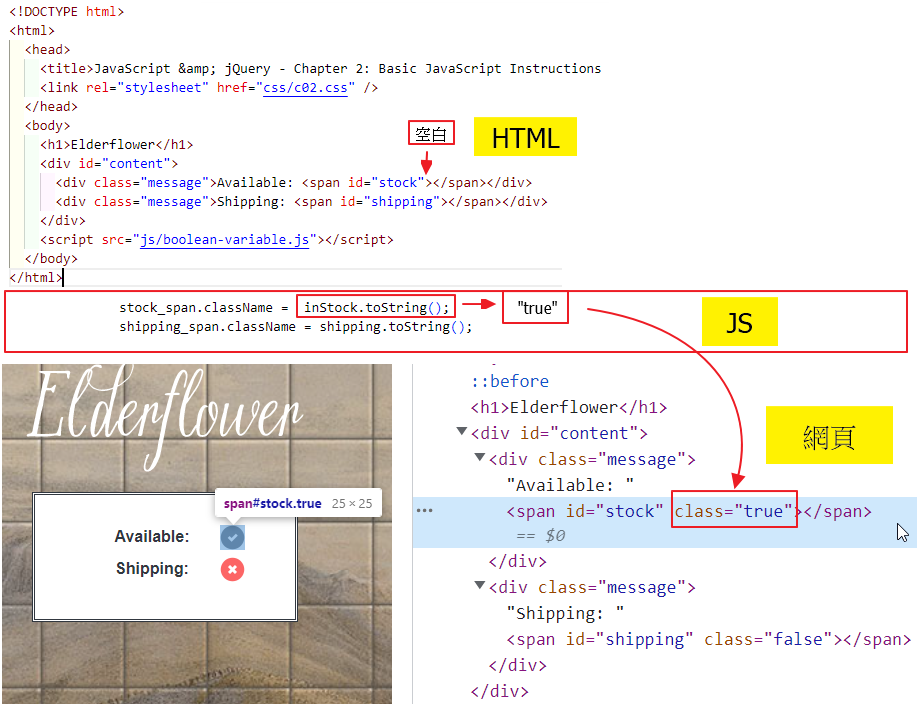 <!DOCTYPE html>
<html>
<head>
<title>JavaScript &amp; jQuery - Chapter 2: Basic JavaScript Instructions
<link rel="stylesheet" href="css/c02.css" />
</head>
<body>
<h1>Elderflower</h1>
<div id="content">
<div class="message">Available: <span id="stock"></span></div>
<div class="message">Shipping: <span id="shipping"></span></div>
</div>
<script src="js/boolean-variable.js"></script>
</body>
</html>
空白
HTML
stock_span.className = inStock.toString();
shipping_span.className = shipping.toString();
"true"
JS
Elderflower
span#stock.true 25 × 25
Available:
Shipping:
::before
<h1>Elderflower</h1>
<div id="content">
<div class="message">
"Available: "
<span id="stock" class="true"></span>
== $0
</div>
<div class="message">
"Shipping: "
<span id="shipping" class="false"></span>
</div>
</div>
網頁